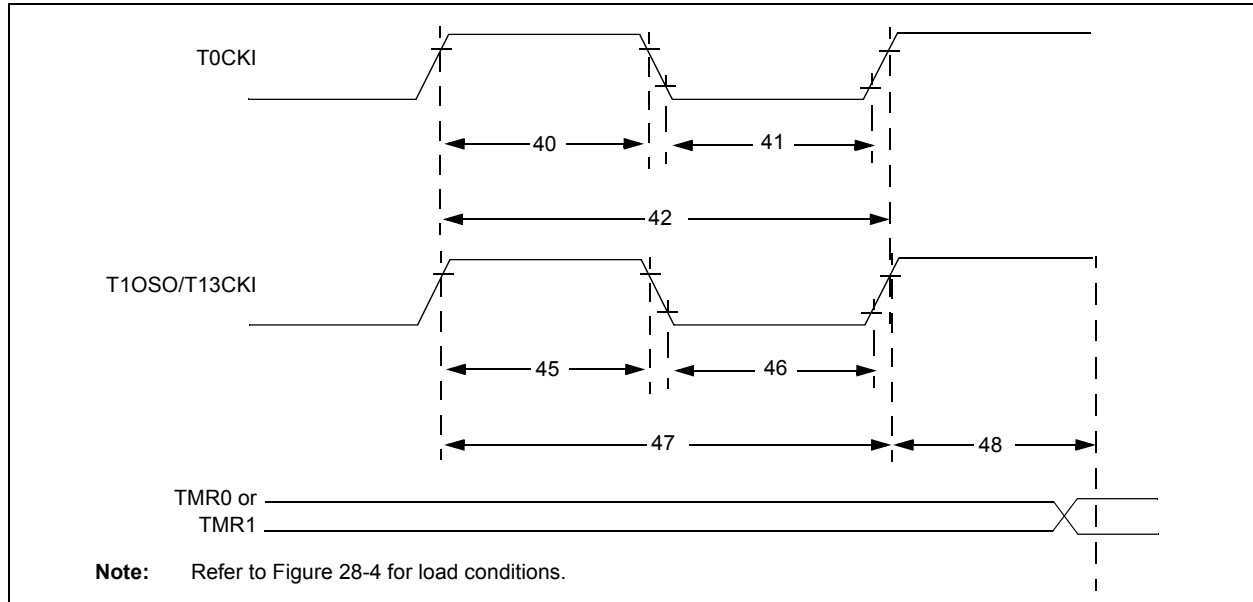 T0CKI
40
41
42
T1OSO/T13CKI
45
46
47
48
TMR0 or
TMR1
Note: Refer to Figure 28-4 for load conditions.